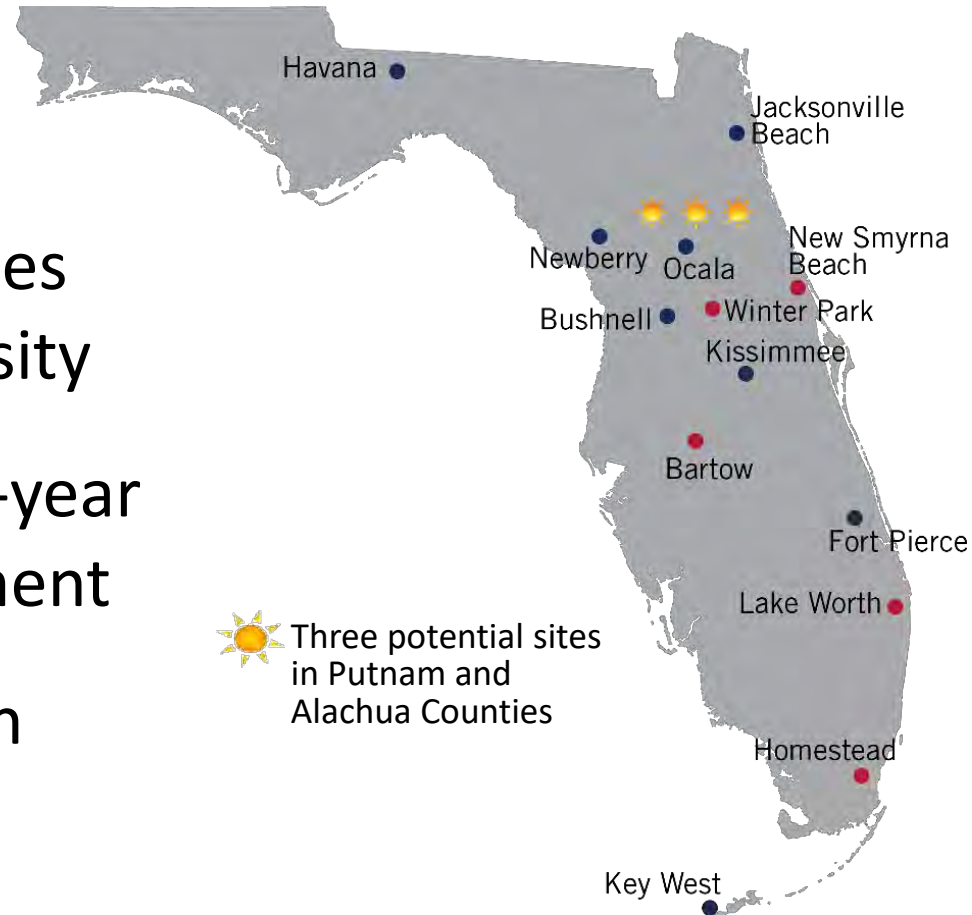 es
sity
-year
nent
n
Havana
Jacksonville
Beach
Newberry
Ocala
New Smyrna
Beach
Bushnell
Winter Park
Kissimmee
Bartow
Fort Pierce
Lake Worth
Three potential sites
in Putnam and
Alachua Counties
Homestead
Key West